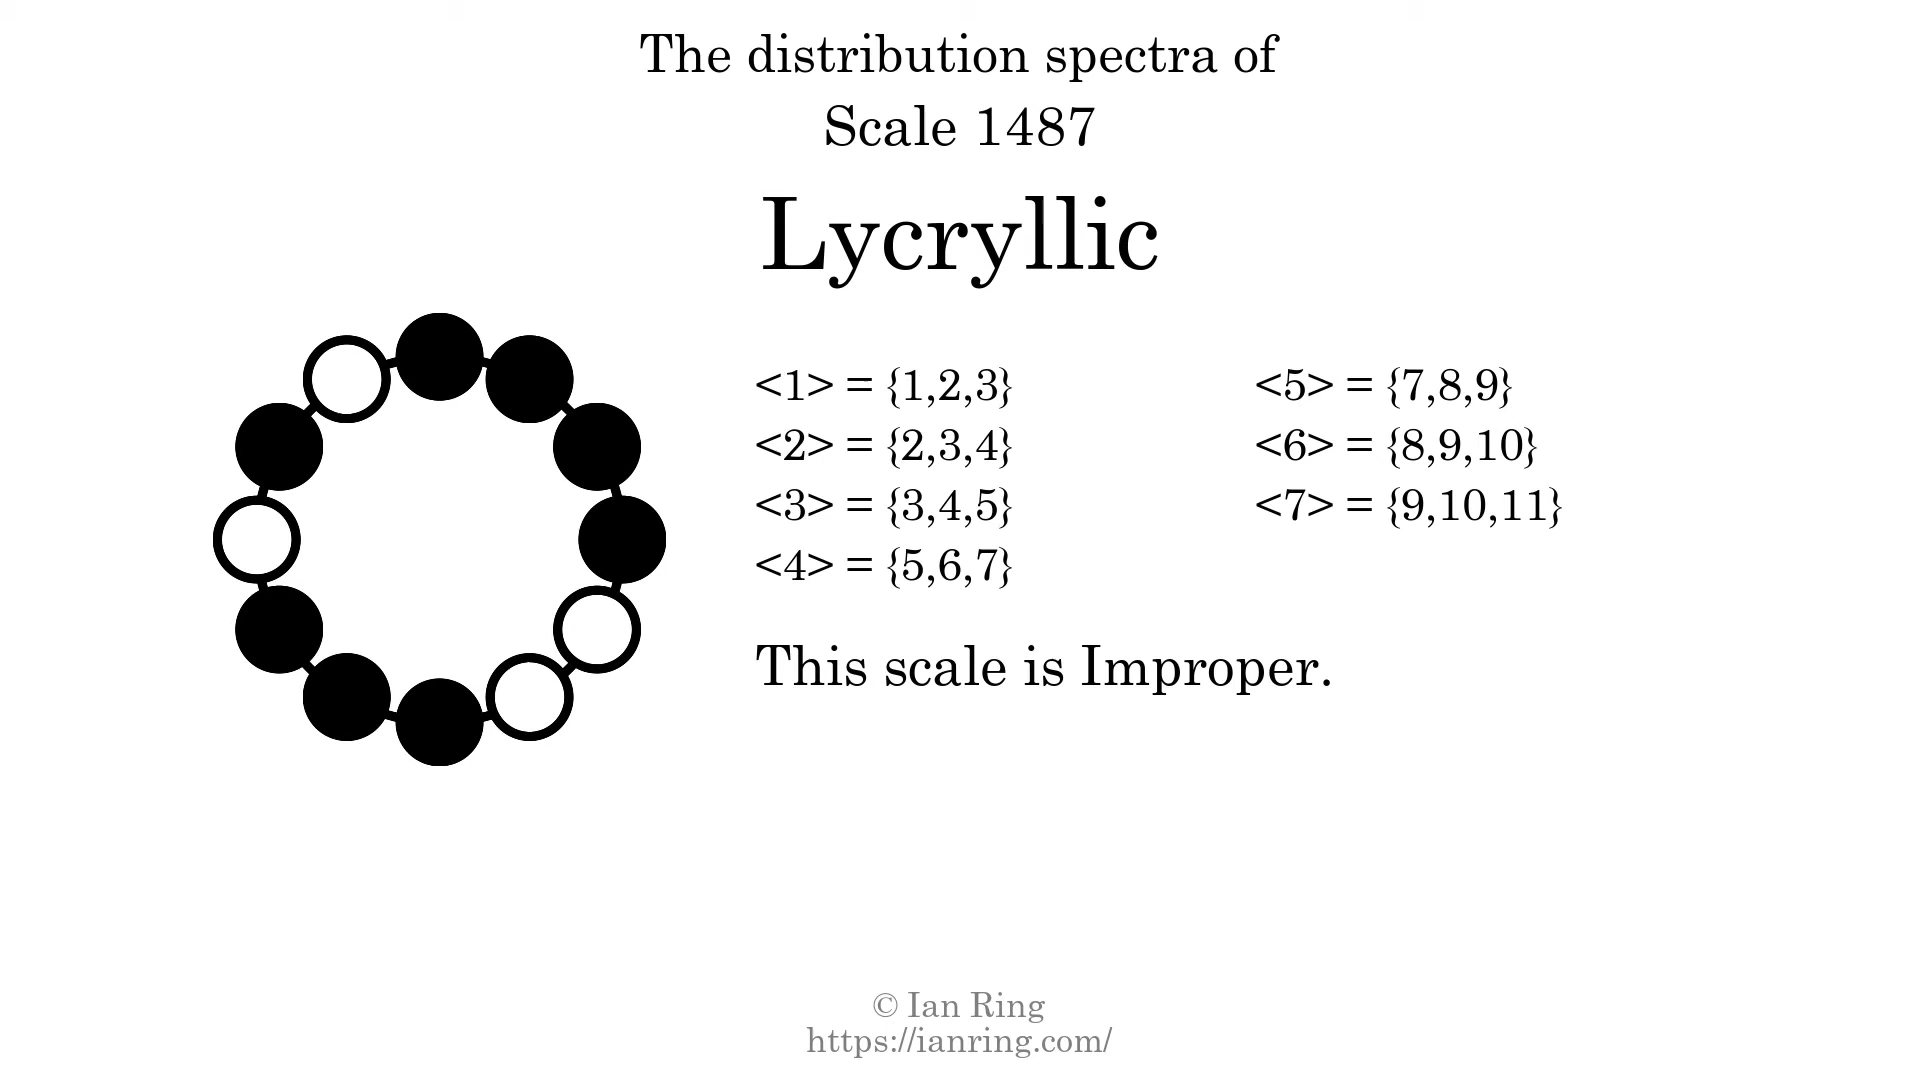 The distribution spectra of
Scale 1487
Lycryllic
<1> = {1,2,3}
<2> = {2,3,4}
<3> = {3,4,5}
<4> = {5,6,7}
<5> = {7,8,9}
<6> = {8,9,10}
<7> = {9,10,11}
This scale is Improper.
© Ian Ring
https://ianring.com/